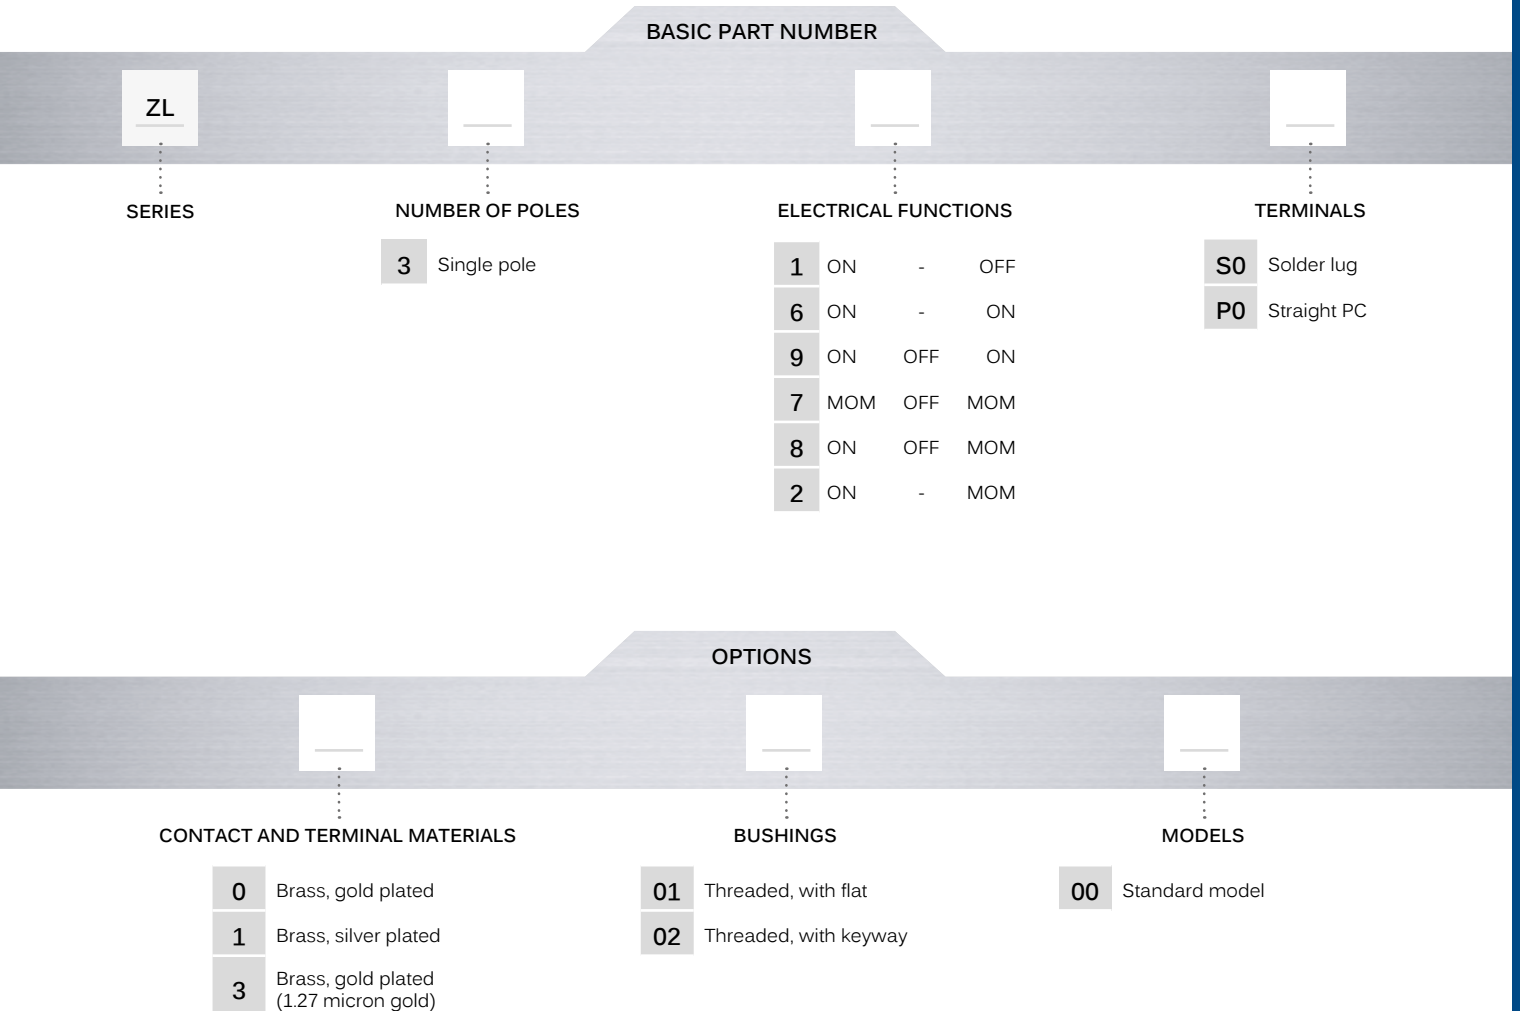 BASIC PART NUMBER
ZL
SERIES
NUMBER OF POLES
3 Single pole
ELECTRICAL FUNCTIONS
1 ON - OFF
6 ON - ON
9 ON OFF ON
7 MOM OFF MOM
8 ON OFF MOM
2 ON - MOM
TERMINALS
S0 Solder lug
P0 Straight PC
OPTIONS
CONTACT AND TERMINAL MATERIALS
0 Brass, gold plated
1 Brass, silver plated
3 Brass, gold plated
(1.27 micron gold)
BUSHINGS
01 Threaded, with flat
02 Threaded, with keyway
MODELS
00 Standard model